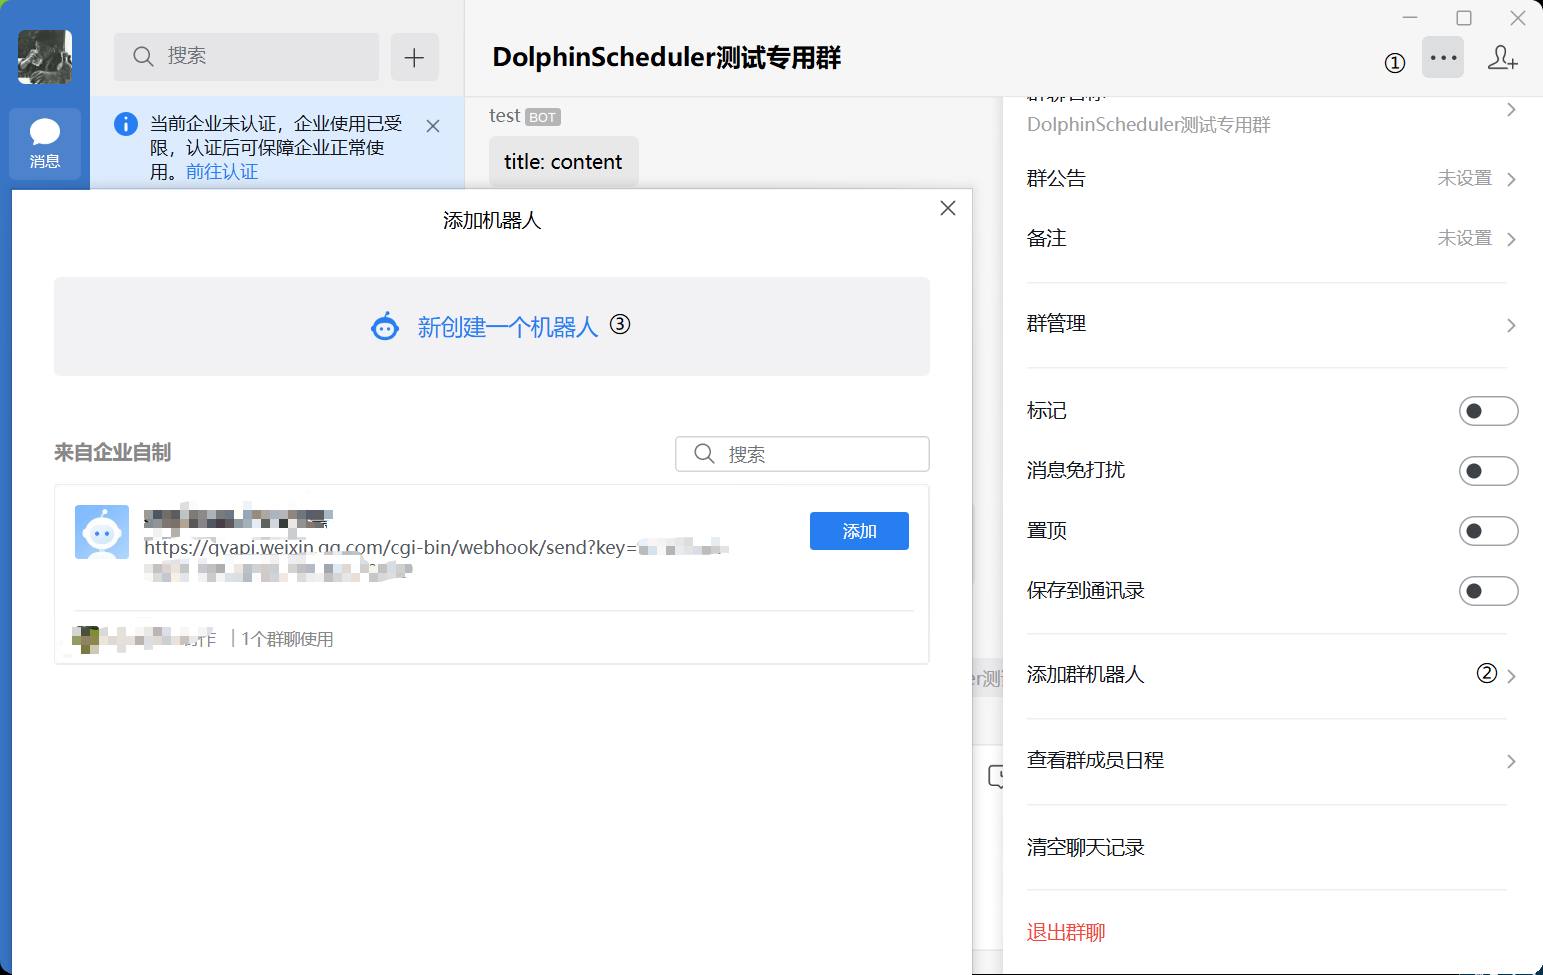 搜索
DolphinScheduler测试专用群
①
消息
当前企业未认证，企业使用已受
限，认证后可保障企业正常使
用。前往认证
test BOT
title: content
添加机器人
新创建一个机器人 ③
来自企业自制
搜索
https://qyapi.weixin.qq.com/cgi-bin/webhook/send?key=
添加
作 | 1个群聊使用
er测
群聊名称
DolphinScheduler测试专用群
群公告 未设置
备注 未设置
群管理
标记
消息免打扰
置顶
保存到通讯录
添加群机器人 ②
查看群成员日程
清空聊天记录
退出群聊